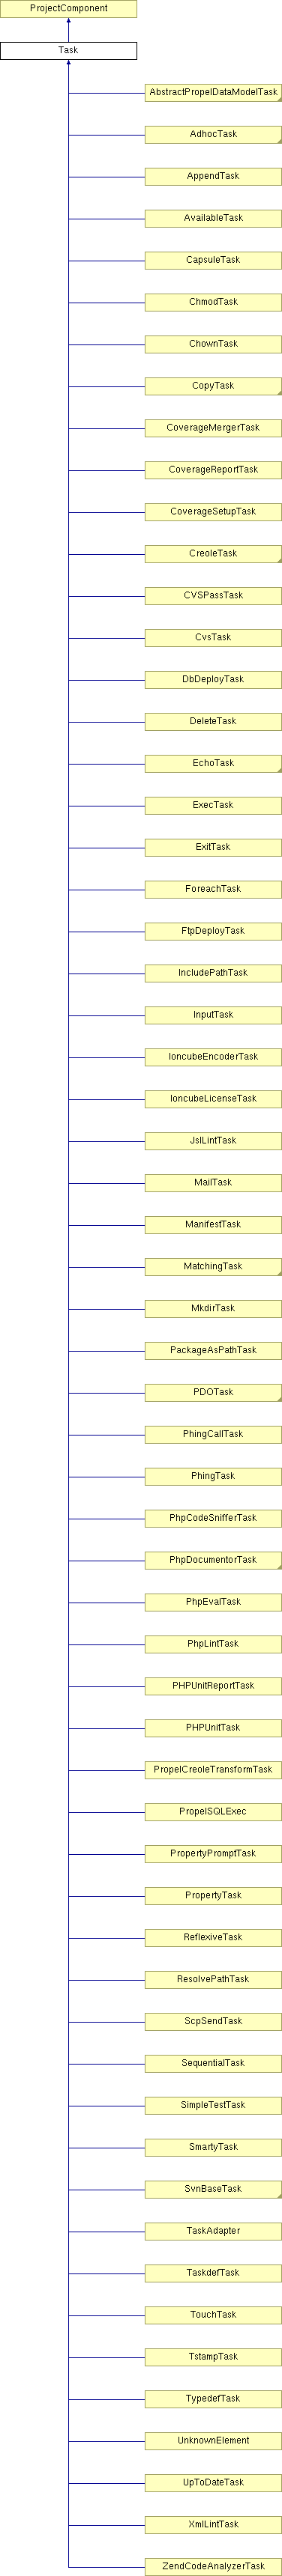 ProjectComponent
Task
AbstractPropelDataModelTask
AdhocTask
AppendTask
AvailableTask
CapsuleTask
ChmodTask
ChownTask
CopyTask
CoverageMergerTask
CoverageReportTask
CoverageSetupTask
CreoleTask
CVSPassTask
CvsTask
DbDeployTask
DeleteTask
EchoTask
ExecTask
ExitTask
ForeachTask
FtpDeployTask
IncludePathTask
InputTask
IoncubeEncoderTask
IoncubeLicenseTask
JslLintTask
MailTask
ManifestTask
MatchingTask
MkdirTask
PackageAsPathTask
PDOTask
PhingCallTask
PhingTask
PhpCodeSnifferTask
PhpDocumentorTask
PhpEvalTask
PhpLintTask
PHPUnitReportTask
PHPUnitTask
PropelCreoleTransformTask
PropelSQLExec
PropertyPromptTask
PropertyTask
ReflexiveTask
ResolvePathTask
ScpSendTask
SequentialTask
SimpleTestTask
SmartyTask
SvnBaseTask
TaskAdapter
TaskdefTask
TouchTask
TstampTask
TypedefTask
UnknownElement
UpToDateTask
XmlLintTask
ZendCodeAnalyzerTask